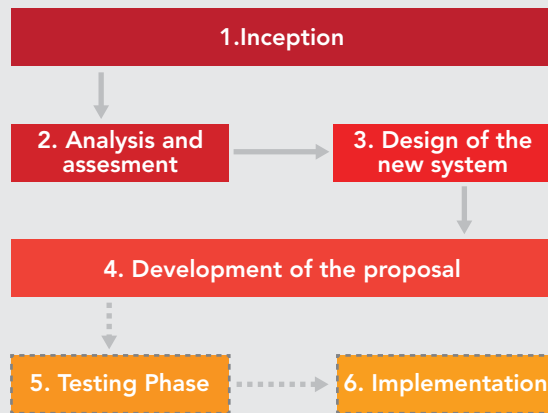 1.Inception
2. Analysis and
assesment
3. Design of the
new system
4. Development of the proposal
5. Testing Phase
6. Implementation